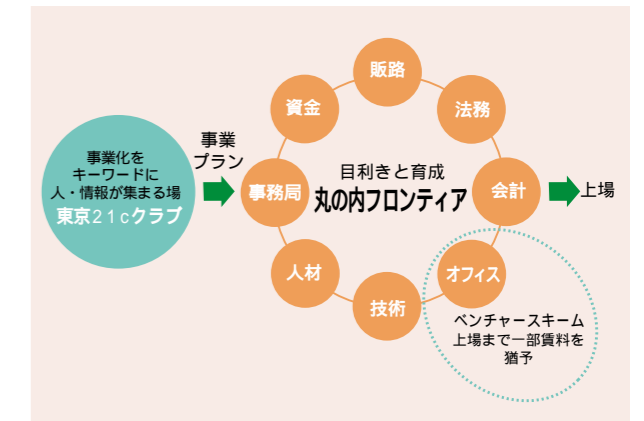 事業化を
キーワードに
人・情報が集まる場
東京21cクラブ
事業
プラン
販路
資金
法務
目利きと育成
丸の内フロンティア
事務局
会計
上場
人材
オフィス
技術
ベンチャースキーム
上場まで一部賃料を
猶予